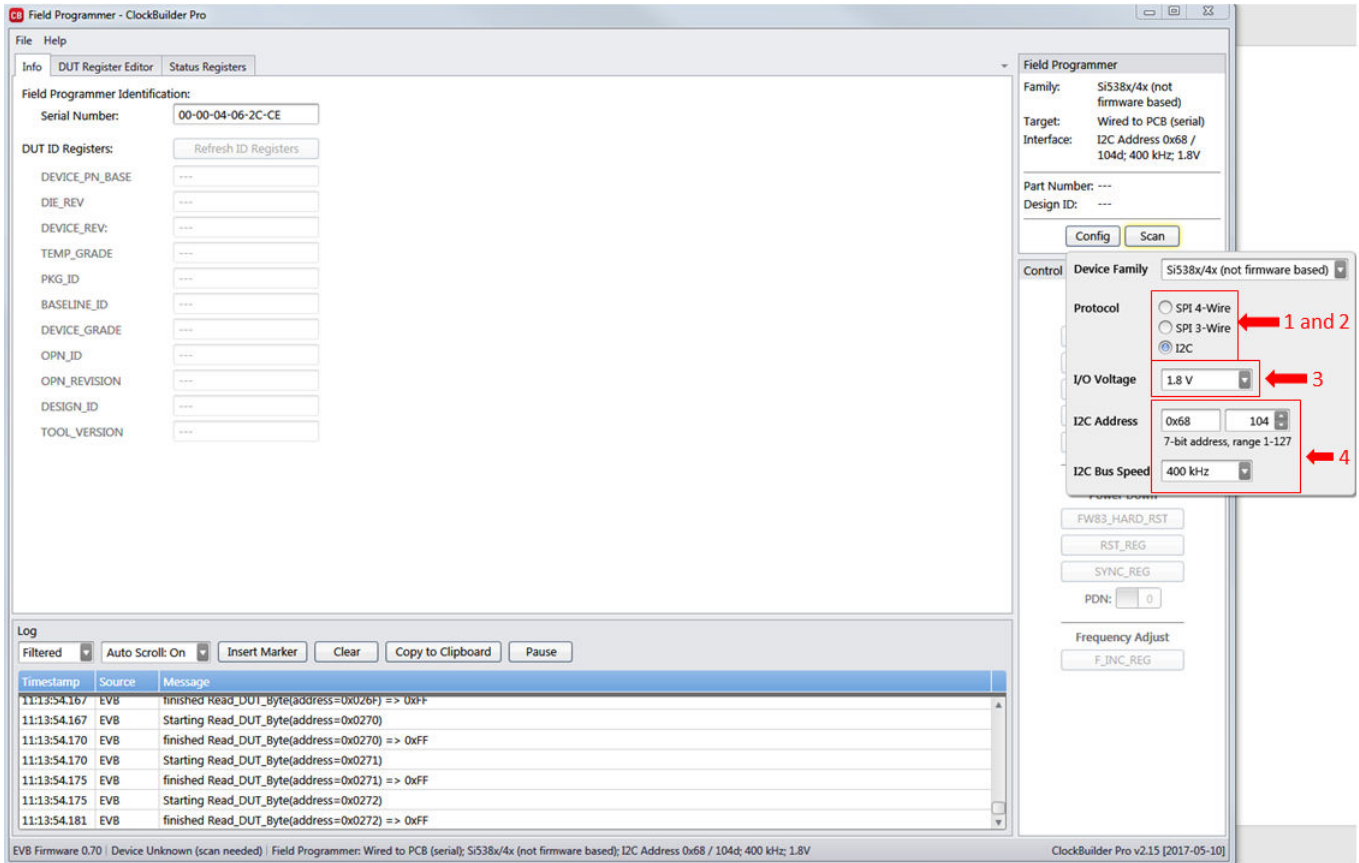 CB Field Programmer - ClockBuilder Pro
File Help
Info DUT Register Editor Status Registers
Field Programmer Identification:
Serial Number: 00-00-04-06-2C-CE
DUT ID Registers: Refresh ID Registers
DEVICE_PN_BASE ---
DIE_REV ---
DEVICE_REV: ---
TEMP_GRADE ---
PKG_ID ---
BASELINE_ID ---
DEVICE_GRADE ---
OPN_ID ---
OPN_REVISION ---
DESIGN_ID ---
TOOL_VERSION ---
Field Programmer
Family: Si538x/4x (not
firmware based)
Target: Wired to PCB (serial)
Interface: I2C Address 0x68 /
104d; 400 kHz; 1.8V
Part Number: ---
Design ID: ---
Config Scan
Control
Device Family Si538x/4x (not firmware based)
Protocol SPI 4-Wire
SPI 3-Wire
I2C
1 and 2
I/O Voltage 1.8 V
3
I2C Address 0x68 104
7-bit address, range 1-127
I2C Bus Speed 400 kHz
4
Power Down
FW83_HARD_RST
RST_REG
SYNC_REG
PDN: 0
Frequency Adjust
F_INC_REG
Log
Filtered Auto Scroll: On Insert Marker Clear Copy to Clipboard Pause
Timestamp Source Message
11:13:54.167 EVB finished Read_DUT_Byte(address=0x026F) => 0xFF
11:13:54.167 EVB Starting Read_DUT_Byte(address=0x0270)
11:13:54.170 EVB finished Read_DUT_Byte(address=0x0270) => 0xFF
11:13:54.170 EVB Starting Read_DUT_Byte(address=0x0271)
11:13:54.175 EVB finished Read_DUT_Byte(address=0x0271) => 0xFF
11:13:54.175 EVB Starting Read_DUT_Byte(address=0x0272)
11:13:54.181 EVB finished Read_DUT_Byte(address=0x0272) => 0xFF
EVB Firmware 0.70 | Device Unknown (scan needed) | Field Programmer: Wired to PCB (serial); Si538x/4x (not firmware based); I2C Address 0x68 / 104d; 400 kHz; 1.8V
ClockBuilder Pro v2.15 [2017-05-10]